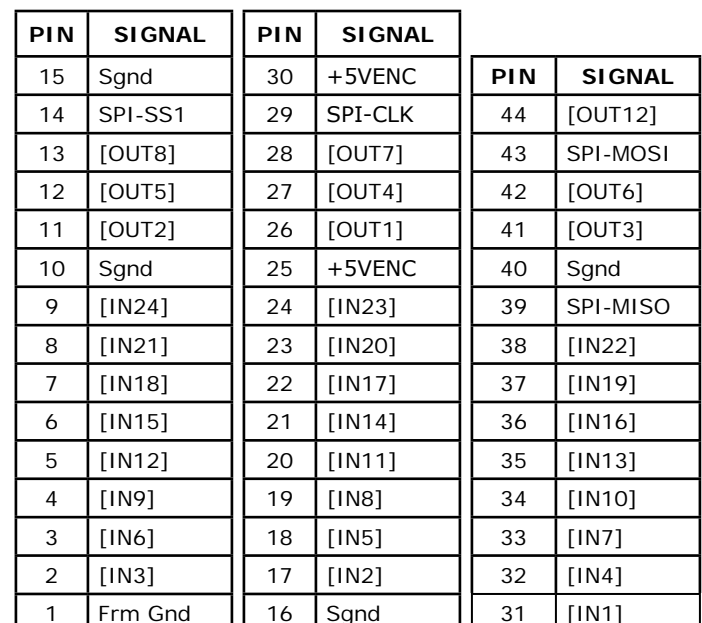 PIN SIGNAL PIN SIGNAL
15 Sgnd 30 +5VENC PIN SIGNAL
14 SPI-SS1 29 SPI-CLK 44 [OUT12]
13 [OUT8] 28 [OUT7] 43 SPI-MOSI
12 [OUT5] 27 [OUT4] 42 [OUT6]
11 [OUT2] 26 [OUT1] 41 [OUT3]
10 Sgnd 25 +5VENC 40 Sgnd
9 [IN24] 24 [IN23] 39 SPI-MISO
8 [IN21] 23 [IN20] 38 [IN22]
7 [IN18] 22 [IN17] 37 [IN19]
6 [IN15] 21 [IN14] 36 [IN16]
5 [IN12] 20 [IN11] 35 [IN13]
4 [IN9] 19 [IN8] 34 [IN10]
3 [IN6] 18 [IN5] 33 [IN7]
2 [IN3] 17 [IN2] 32 [IN4]
1 Frm Gnd 16 Sgnd 31 [IN1]